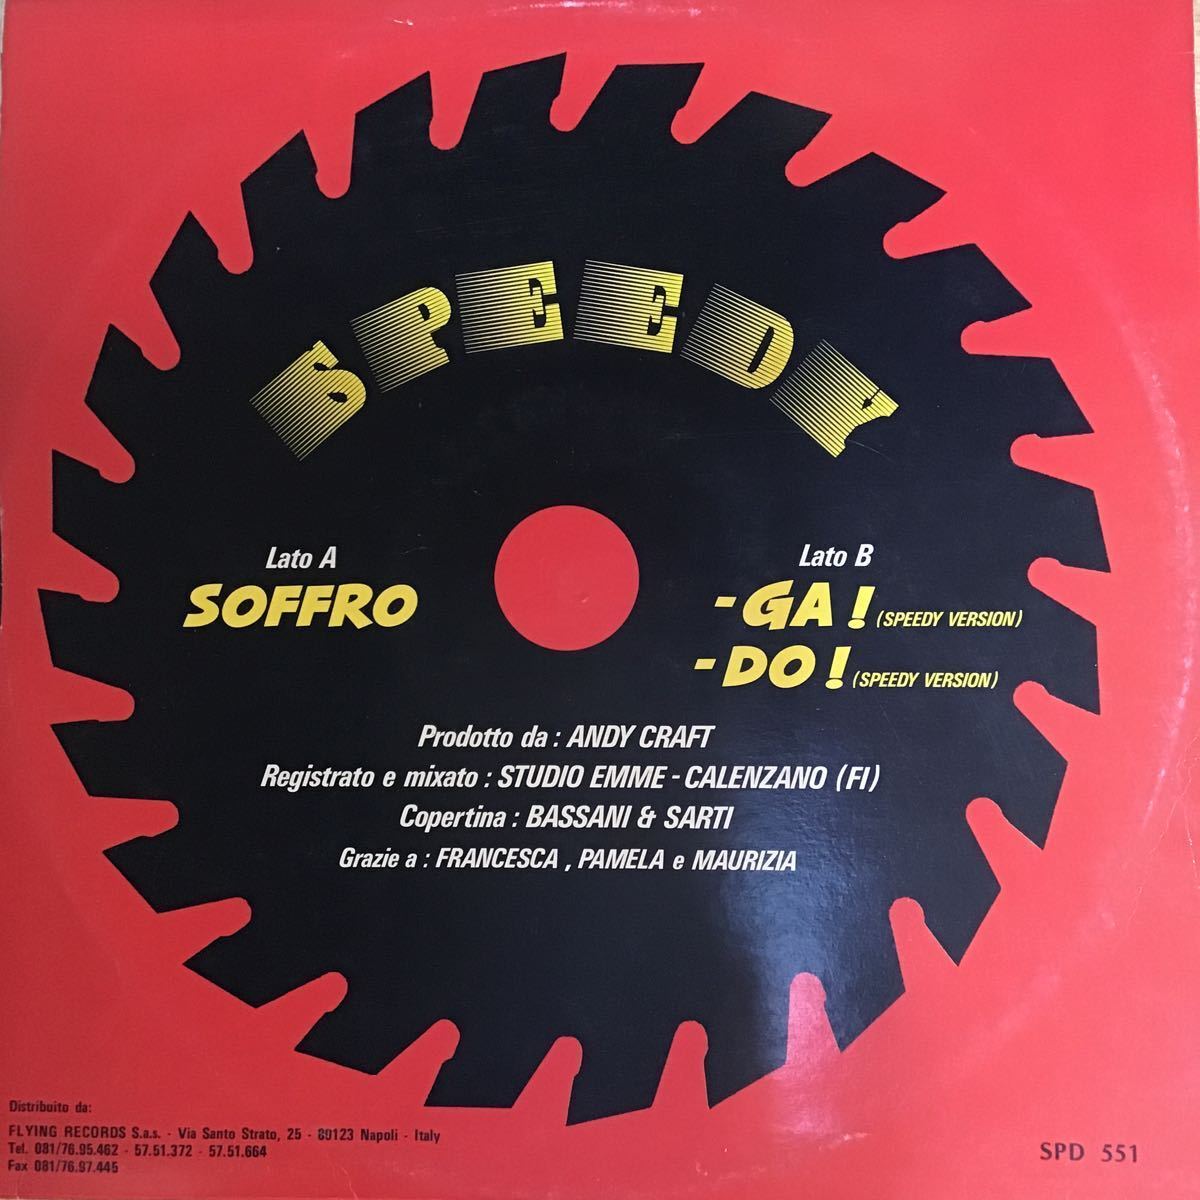 SPEEDY
Lato A
SOFFRO
Lato B
-GA! (SPEEDY VERSION)
-DO! (SPEEDY VERSION)
Prodotto da : ANDY CRAFT
Registrato e mixato : STUDIO EMME - CALENZANO (FI)
Copertina : BASSANI & SARTI
Grazie a : FRANCESCA , PAMELA e MAURIZIA
Distribuito da:
FLYING RECORDS S.a.s. - Via Santo Strato, 25 - 80123 Napoli - Italy
Tel. 081/76.95.462 - 57.51.372 - 57.51.664
Fax 081/76.97.445
SPD 551